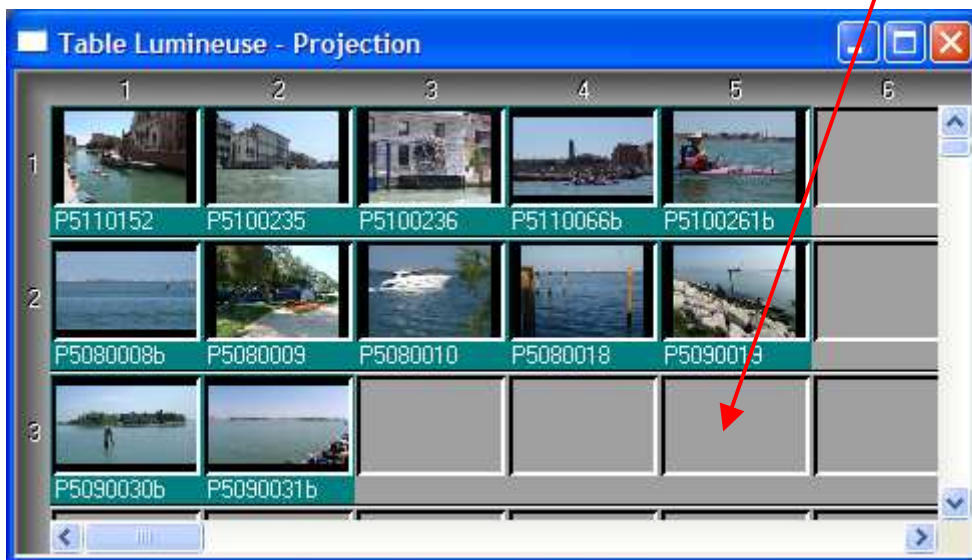 Table Lumineuse - Projection
1 2 3 4 5 6
1
P5110152 P5100235 P5100236 P5110066b P5100261b
2
P5080008b P5080009 P5080010 P5080018 P5090019
3
P5090030b P5090031b